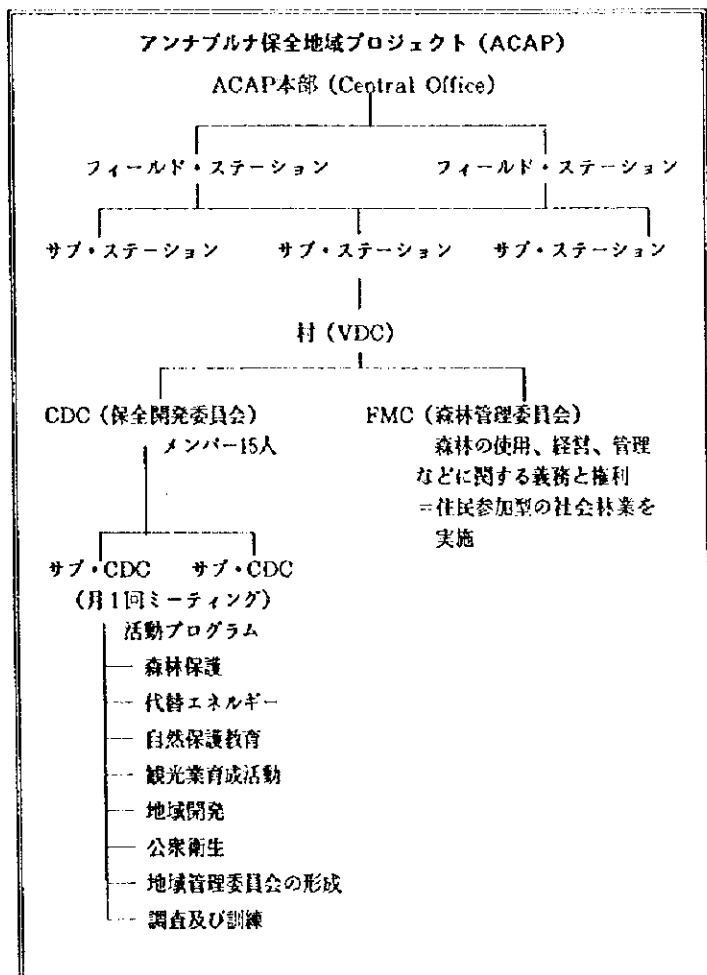 アンナプルナ保全地域プロジェクト (ACAP)
ACAP本部 (Central Office)
フィールド・ステーション フィールド・ステーション
サブ・ステーション サブ・ステーション サブ・ステーション
村 (VDC)
CDC (保全開発委員会) FMC (森林管理委員会)
メンバー15人 森林の使用、経営、管理
などに関する義務と権利
=住民参加型の社会林業を
実施
サブ・CDC サブ・CDC
(月1回ミーティング)
活動プログラム
森林保護
代替エネルギー
自然保護教育
観光業育成活動
地域開発
公衆衛生
地域管理委員会の形成
調査及び訓練